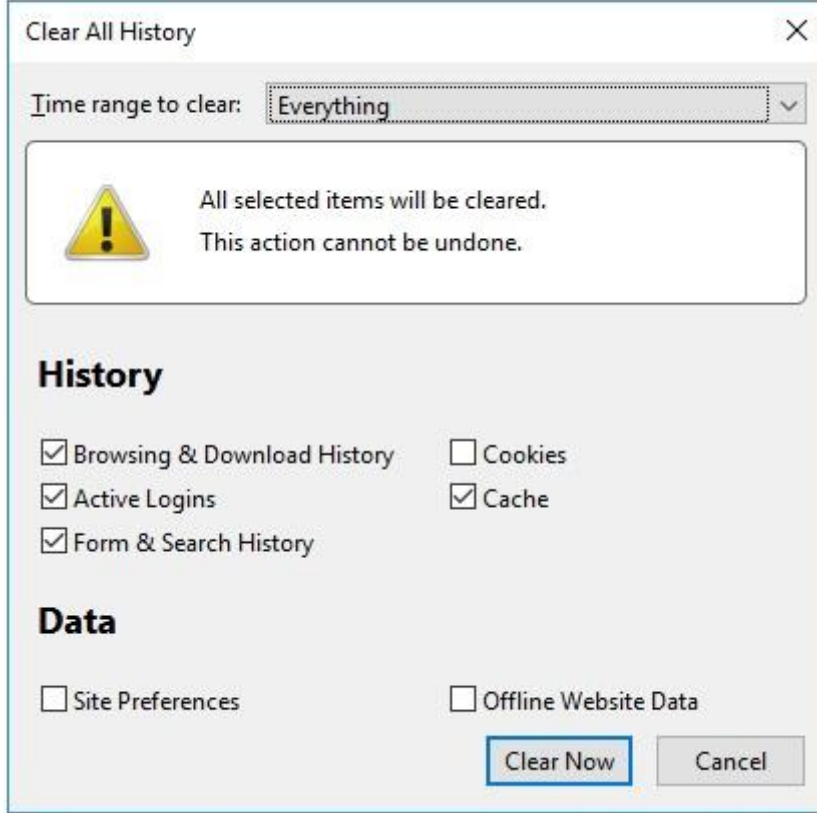 Clear All History
Time range to clear: Everything
All selected items will be cleared.
This action cannot be undone.
History
Browsing & Download History Cookies
Active Logins Cache
Form & Search History
Data
Site Preferences Offline Website Data
Clear Now Cancel